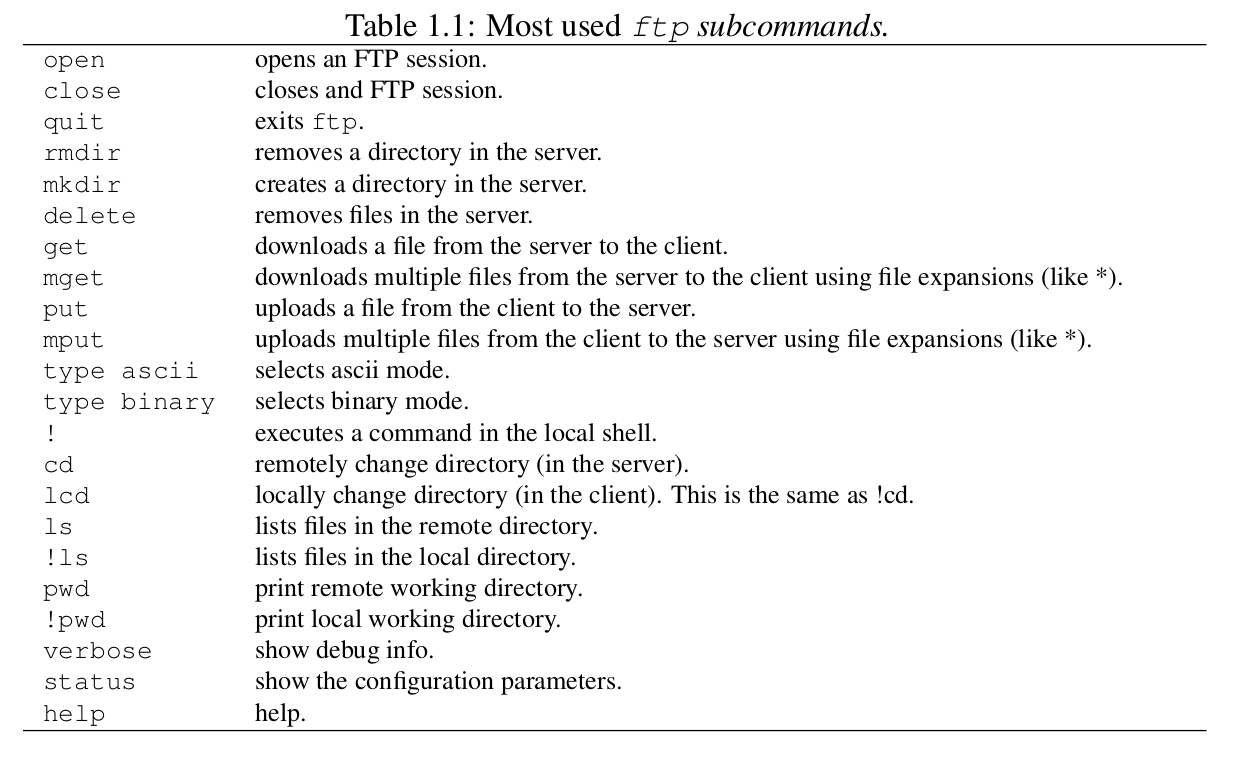 Table 1.1: Most used ftp subcommands.
open opens an FTP session.
close closes and FTP session.
quit exits ftp.
rmdir removes a directory in the server.
mkdir creates a directory in the server.
delete removes files in the server.
get downloads a file from the server to the client.
mget downloads multiple files from the server to the client using file expansions (like *).
put uploads a file from the client to the server.
mput uploads multiple files from the client to the server using file expansions (like *).
type ascii selects ascii mode.
type binary selects binary mode.
! executes a command in the local shell.
cd remotely change directory (in the server).
lcd locally change directory (in the client). This is the same as !cd.
ls lists files in the remote directory.
!ls lists files in the local directory.
pwd print remote working directory.
!pwd print local working directory.
verbose show debug info.
status show the configuration parameters.
help help.